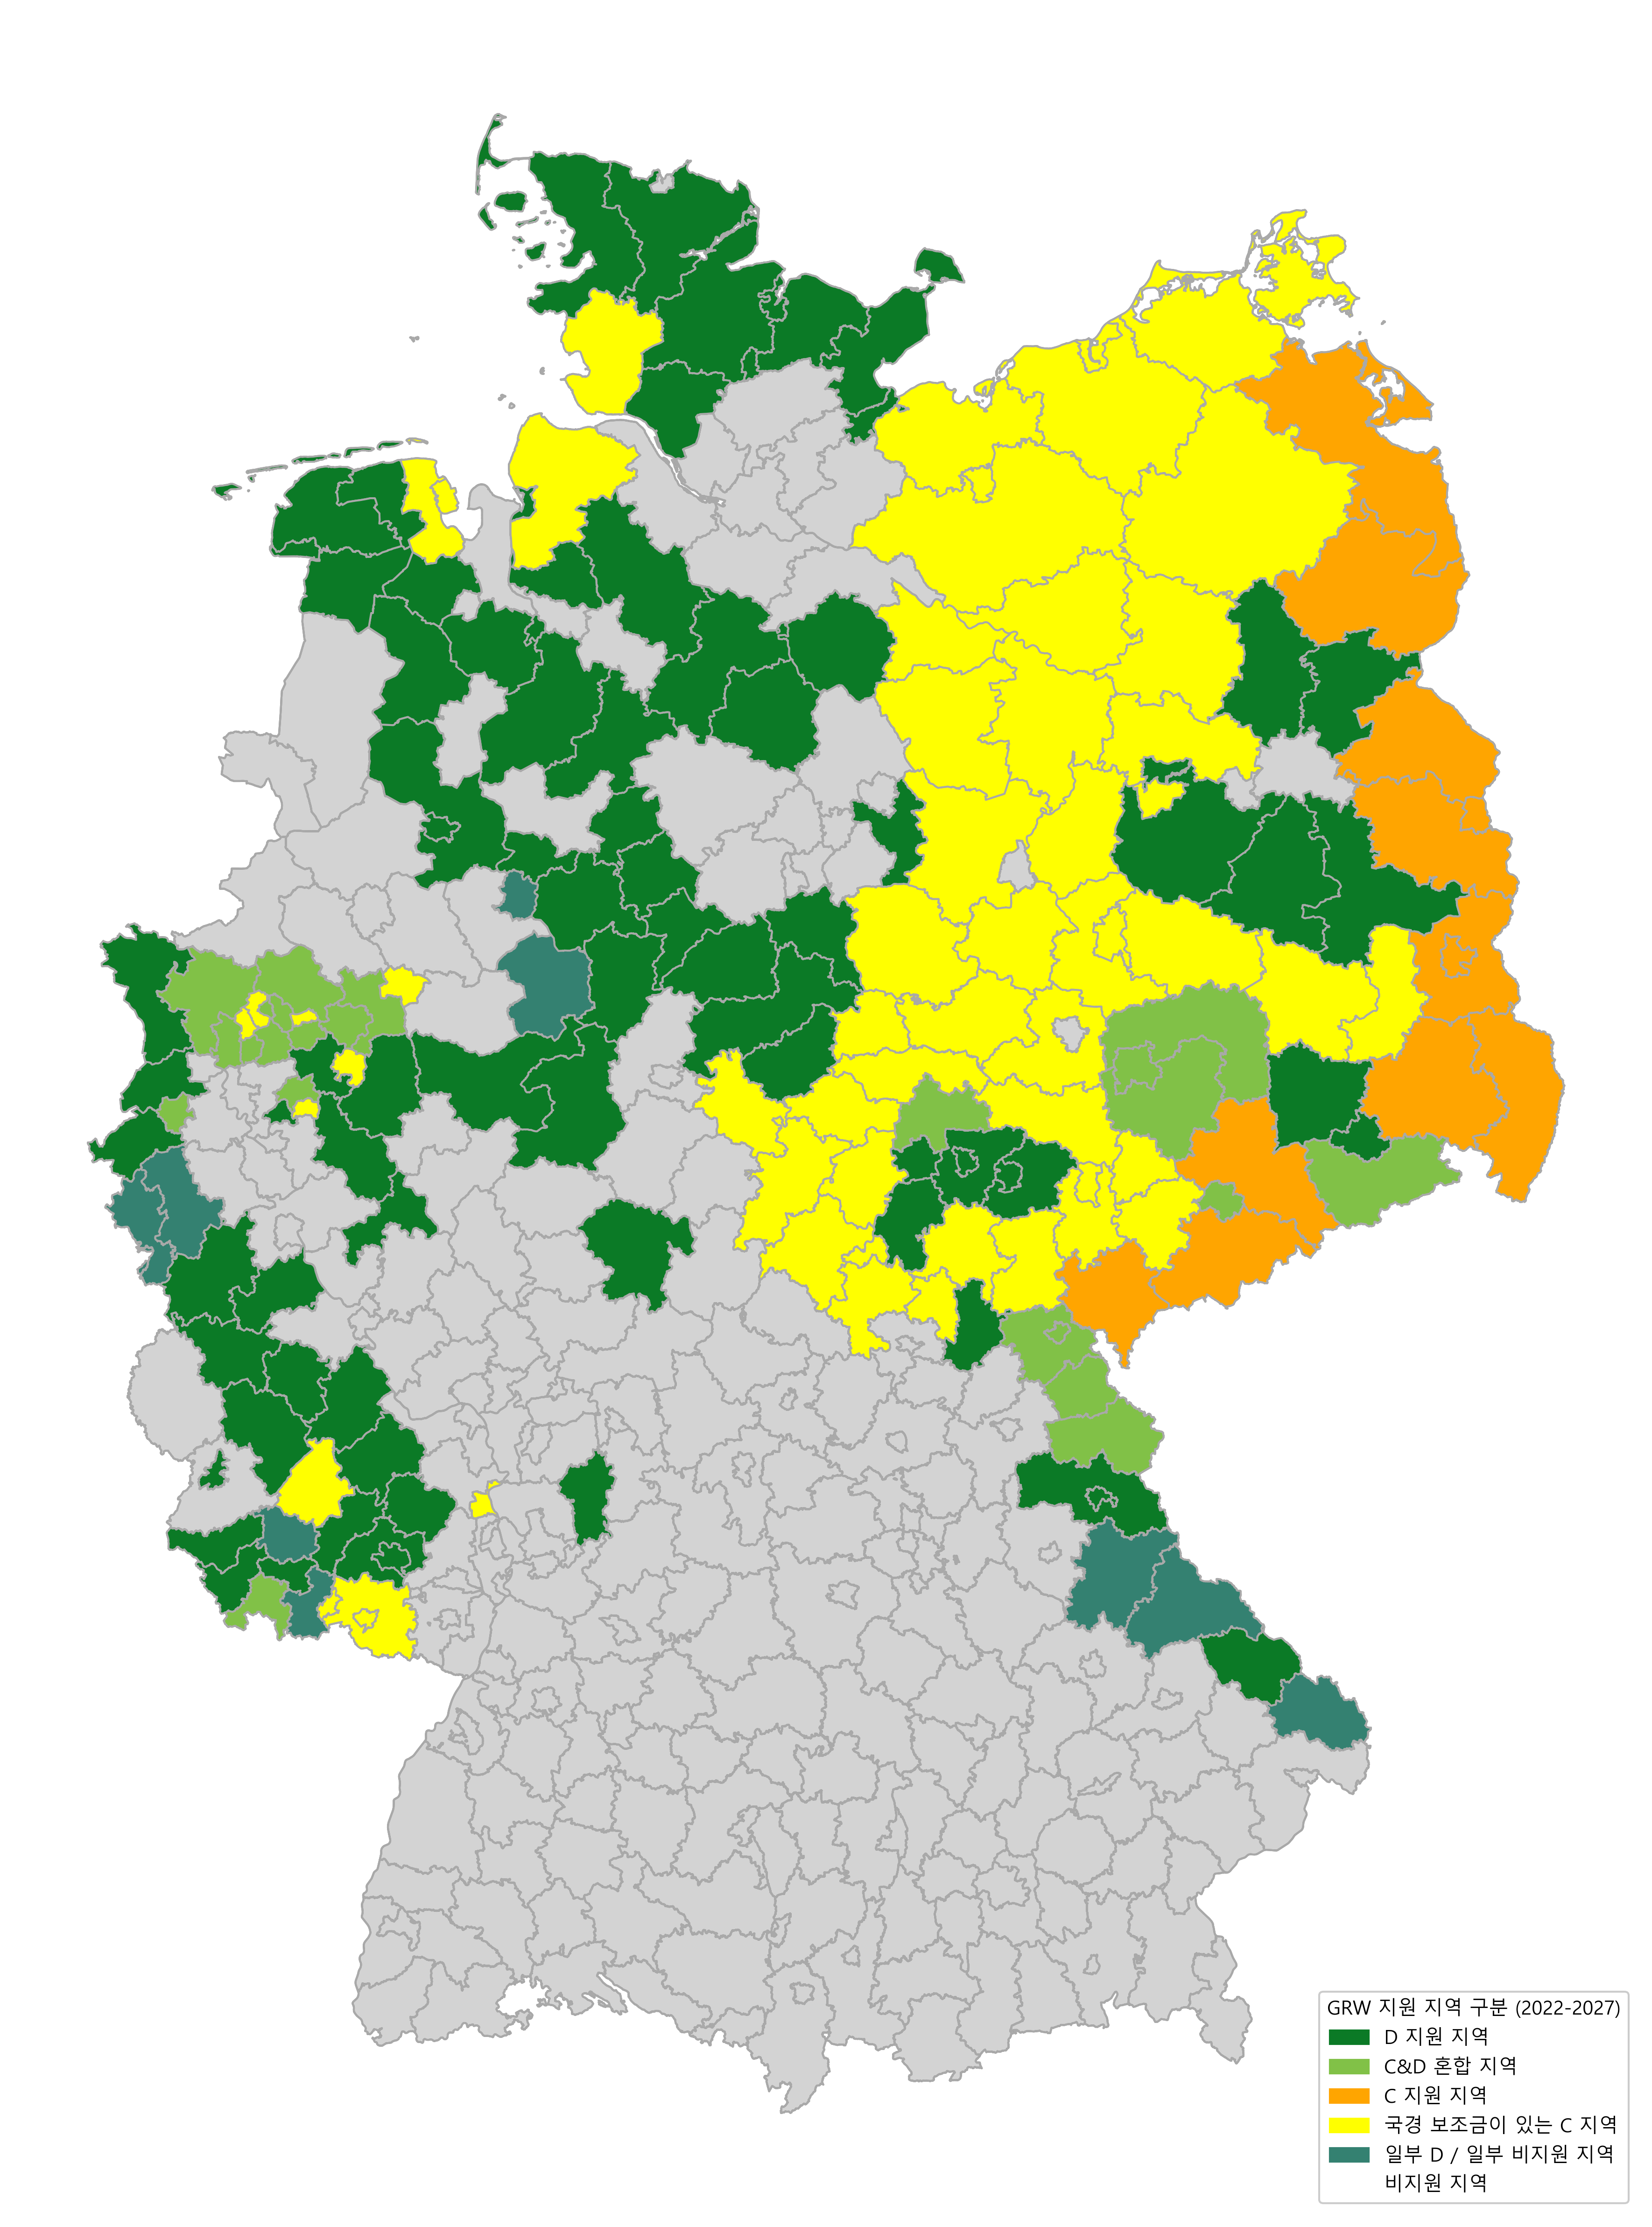 GRW 지원 지역 구분 (2022-2027)
D 지원 지역
C&D 혼합 지역
C 지원 지역
국경 보조금이 있는 C 지역
일부 D / 일부 비지원 지역
비지원 지역